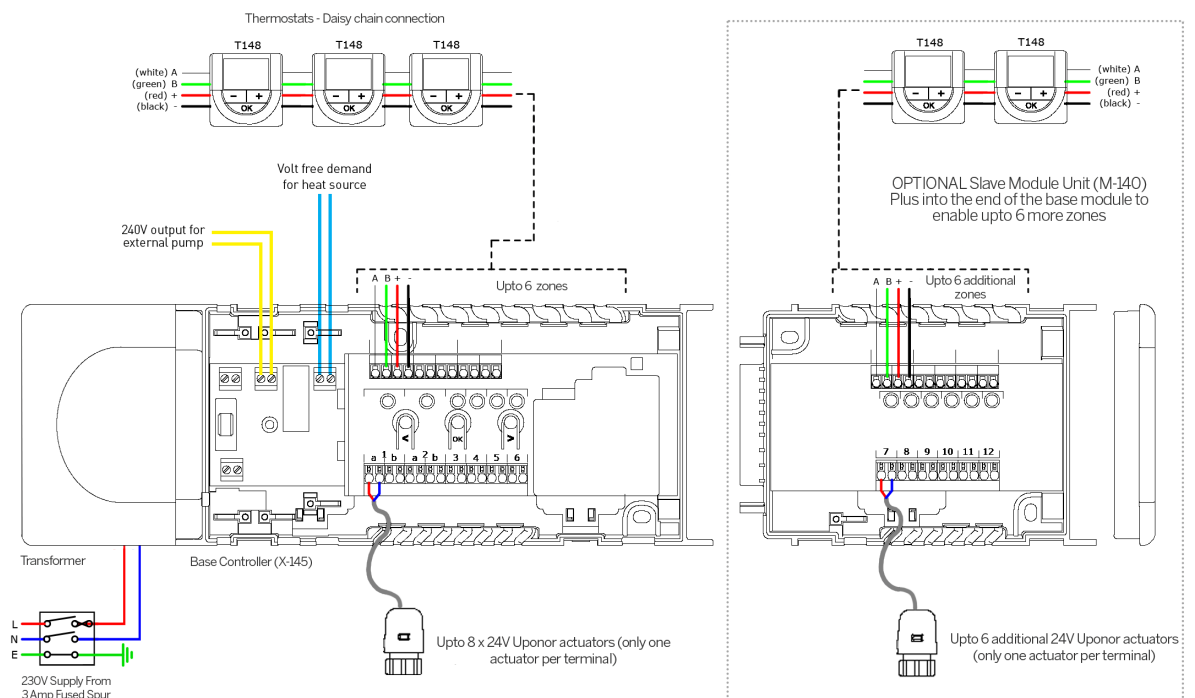 Thermostats - Daisy chain connection
T148 T148 T148
(white) A
(green) B
(red) +
(black) -
- + - + - +
OK OK OK
Volt free demand
for heat source
240V output for
external pump
A B + -
Upto 6 zones
< OK >
1 2
a b a b 3 4 5 6
Transformer
Base Controller (X-145)
L
N
E
230V Supply From
3 Amp Fused Spur
Upto 8 x 24V Uponor actuators (only one
actuator per terminal)
T148 T148
(white) A
(green) B
(red) +
(black) -
- + - +
OK OK
OPTIONAL Slave Module Unit (M-140)
Plus into the end of the base module to
enable upto 6 more zones
A B + -
Upto 6 additional
zones
7 8 9 10 11 12
Upto 6 additional 24V Uponor actuators
(only one actuator per terminal)